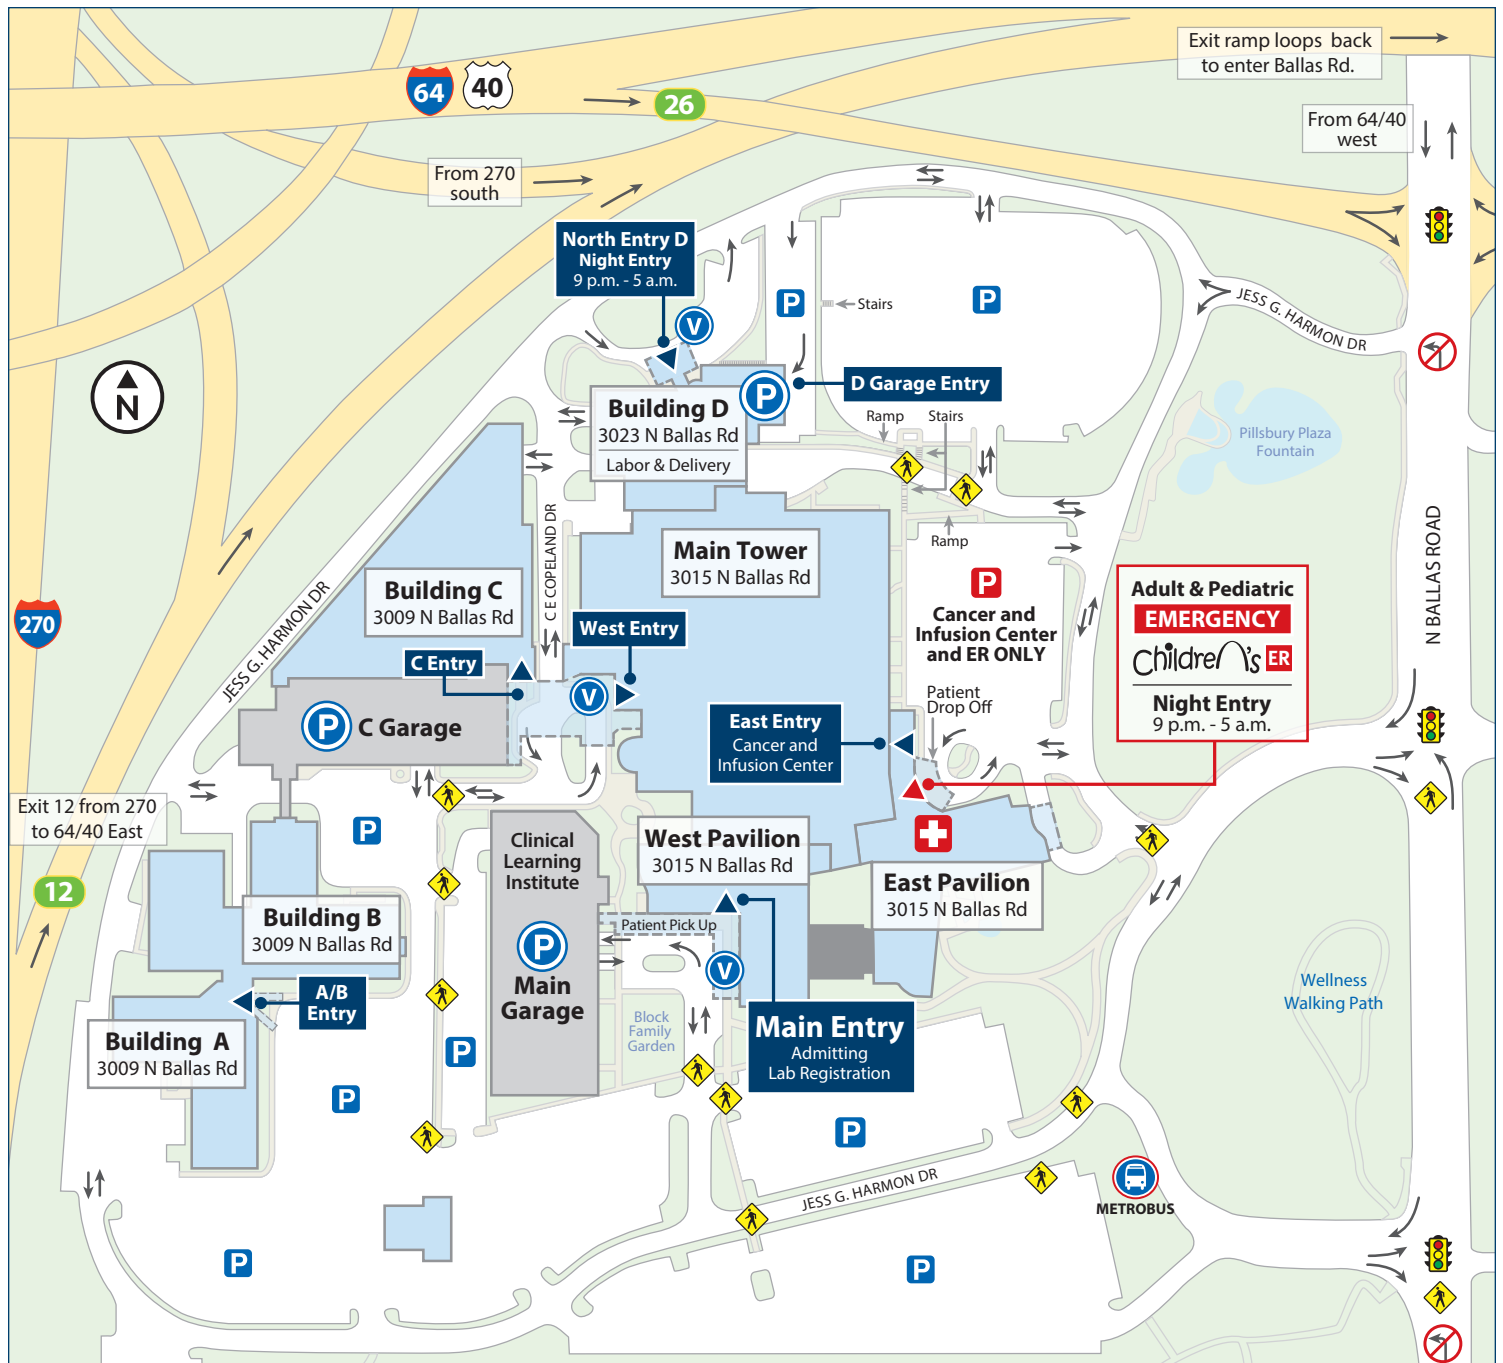 Exit ramp loops back
to enter Ballas Rd.
64
40
26
From 64/40
west
From 270
south
North Entry D
Night Entry
9 p.m. - 5 a.m.
V
P
Stairs
P
JESS G. HARMON DR
N
Building D
3023 N Ballas Rd
Labor & Delivery
P
D Garage Entry
Ramp
Stairs
Pillsbury Plaza
Fountain
C E COPELAND DR
Main Tower
3015 N Ballas Rd
Ramp
N BALLAS ROAD
Building C
3009 N Ballas Rd
P
Cancer and
Infusion Center
and ER ONLY
Adult & Pediatric
EMERGENCY
Children's ER
Night Entry
9 p.m. - 5 a.m.
270
JESS G. HARMON DR
West Entry
C Entry
V
P
C Garage
Patient
Drop Off
East Entry
Cancer and
Infusion Center
Exit 12 from 270
to 64/40 East
P
Clinical
Learning
Institute
West Pavilion
3015 N Ballas Rd
12
East Pavilion
3015 N Ballas Rd
Building B
3009 N Ballas Rd
Patient Pick Up
P
Main
Garage
V
A/B
Entry
Wellness
Walking Path
Block
Family
Garden
Main Entry
Admitting
Lab Registration
Building A
3009 N Ballas Rd
P
P
P
JESS G. HARMON DR
METROBUS
P
P